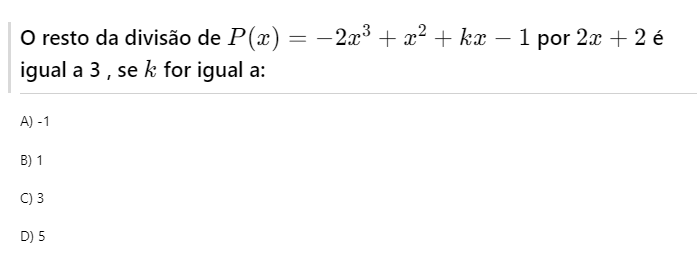 O resto da divisão de P(x) = −2x³ + x² + kx − 1 por 2x + 2 é
igual a 3 , se k for igual a:
A) -1
B) 1
C) 3
D) 5